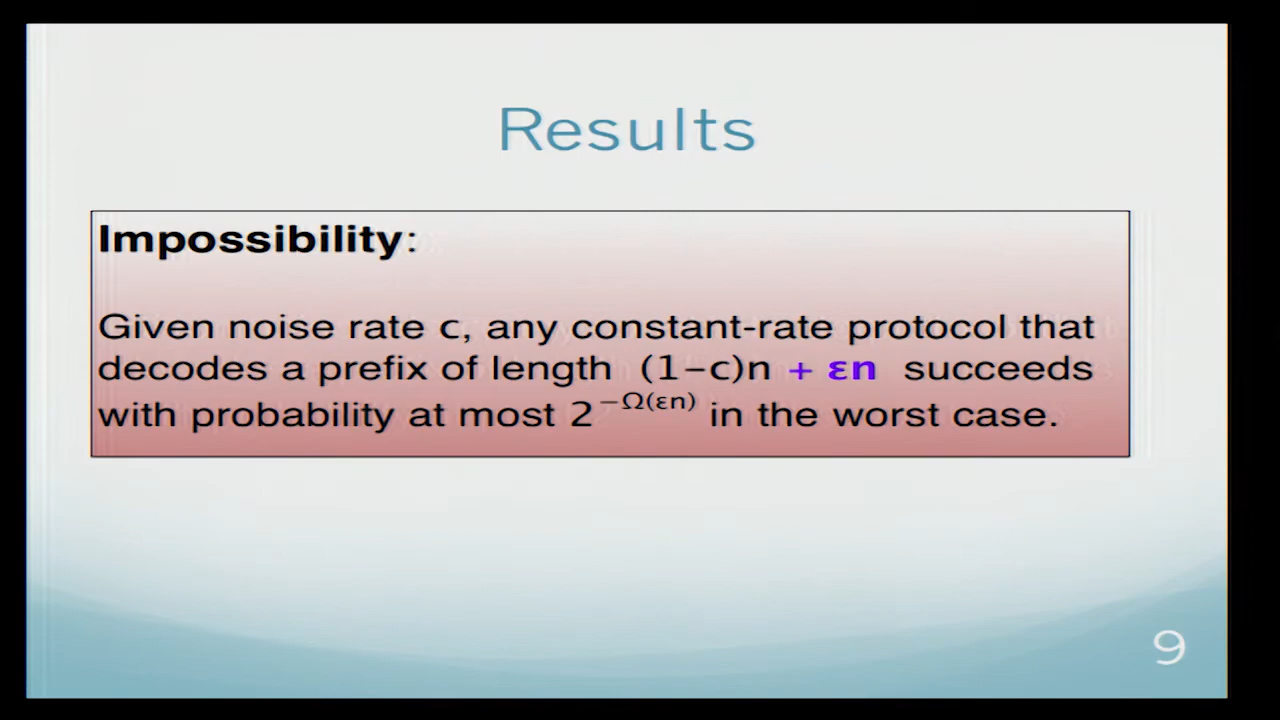 Results
Impossibility:
Given noise rate c, any constant-rate protocol that
decodes a prefix of length (1−c)n + εn succeeds
with probability at most 2^−Ω(εn) in the worst case.
9